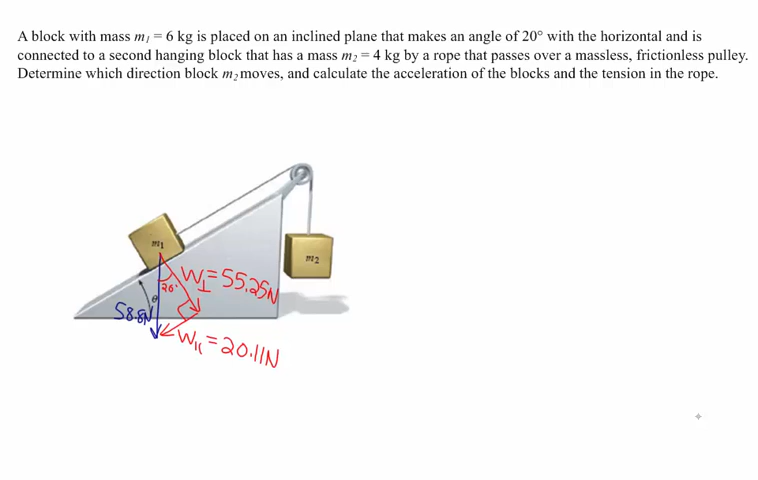 A block with mass m₁ = 6 kg is placed on an inclined plane that makes an angle of 20° with the horizontal and is
connected to a second hanging block that has a mass m₂ = 4 kg by a rope that passes over a massless, frictionless pulley.
Determine which direction block m₂ moves, and calculate the acceleration of the blocks and the tension in the rope.
m₁
m₂
W⊥ = 55.25N
20°
θ
58.8N
W∥ = 20.11N